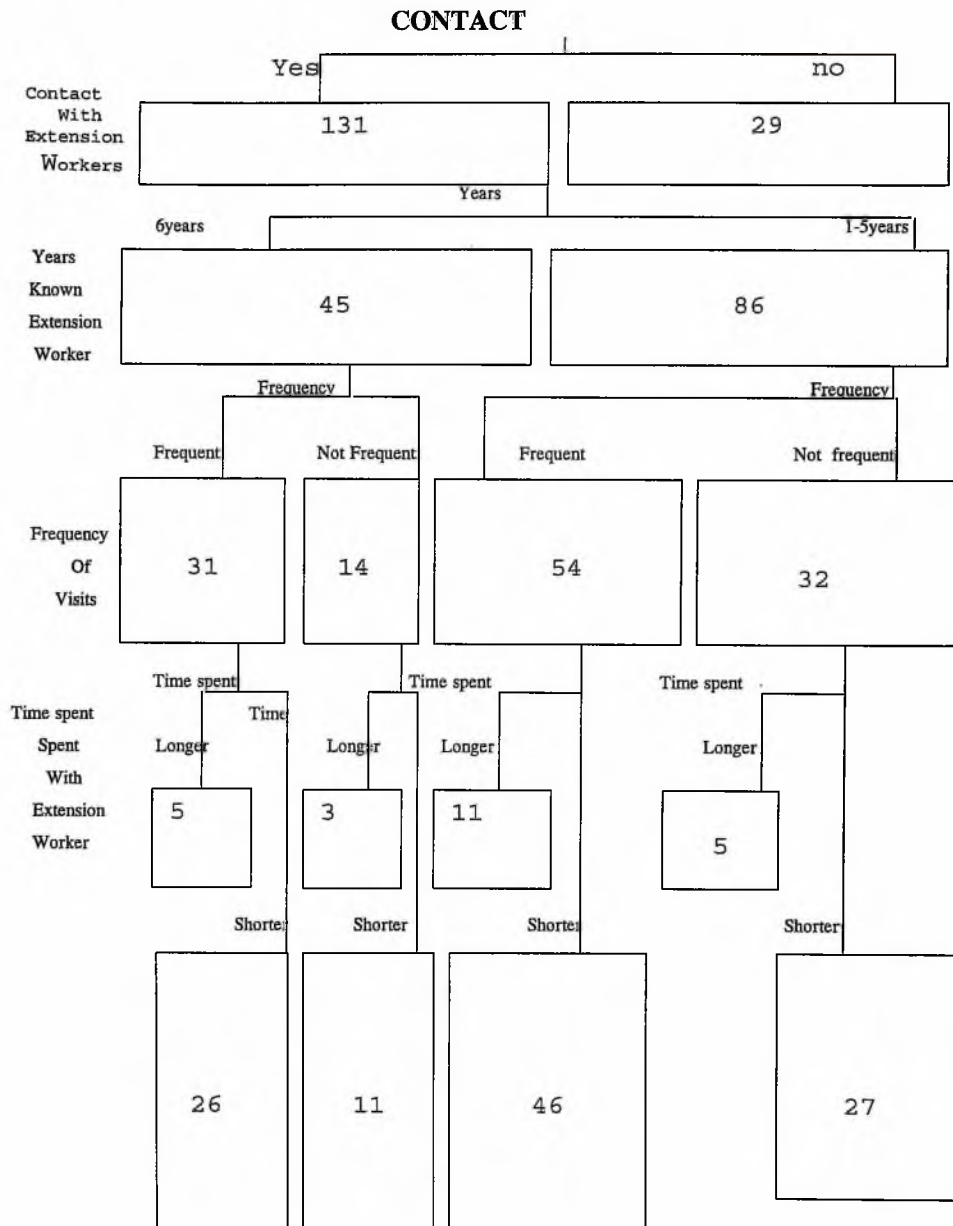 CONTACT
Yes no
Contact
With
Extension
Workers
131 29
Years
6years 1-5years
Years
Known
Extension
Worker
45 86
Frequency Frequency
Frequent Not Frequent Frequent Not frequent
Frequency
Of
Visits
31 14 54 32
Time spent Time spent Time spent
Time
Time spent
Spent
With
Extension
Worker
Longer Longer Longer Longer
5 3 11 5
Shorter Shorter Shorter Shorter
26 11 46 27